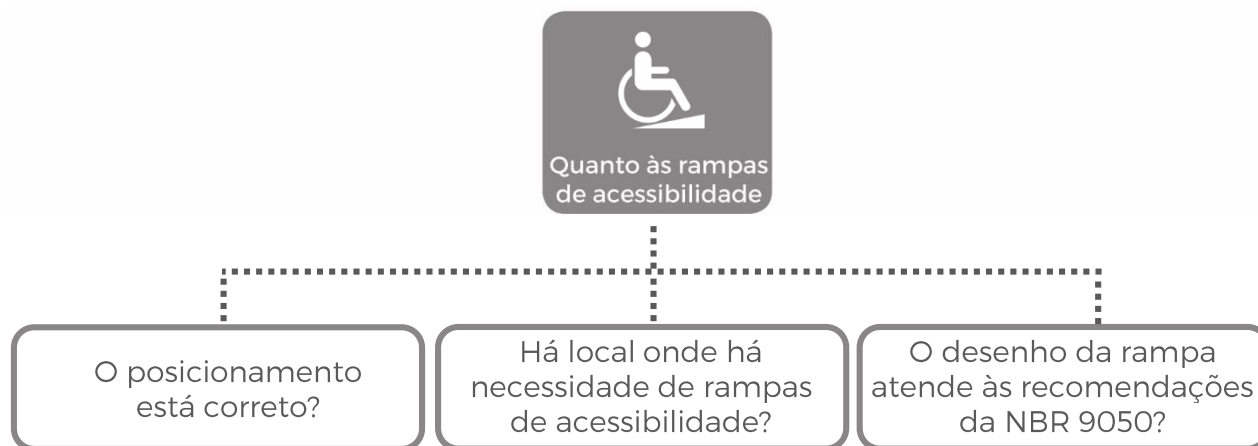 Quanto às rampas
de acessibilidade
O posicionamento
está correto?
Há local onde há
necessidade de rampas
de acessibilidade?
O desenho da rampa
atende às recomendações
da NBR 9050?